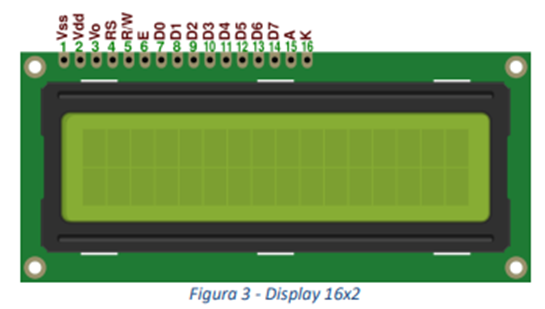 Vss Vdd Vo RS R/W E D0 D1 D2 D3 D4 D5 D6 D7 A K
1 2 3 4 5 6 7 8 9 10 11 12 13 14 15 16
Figura 3 - Display 16x2